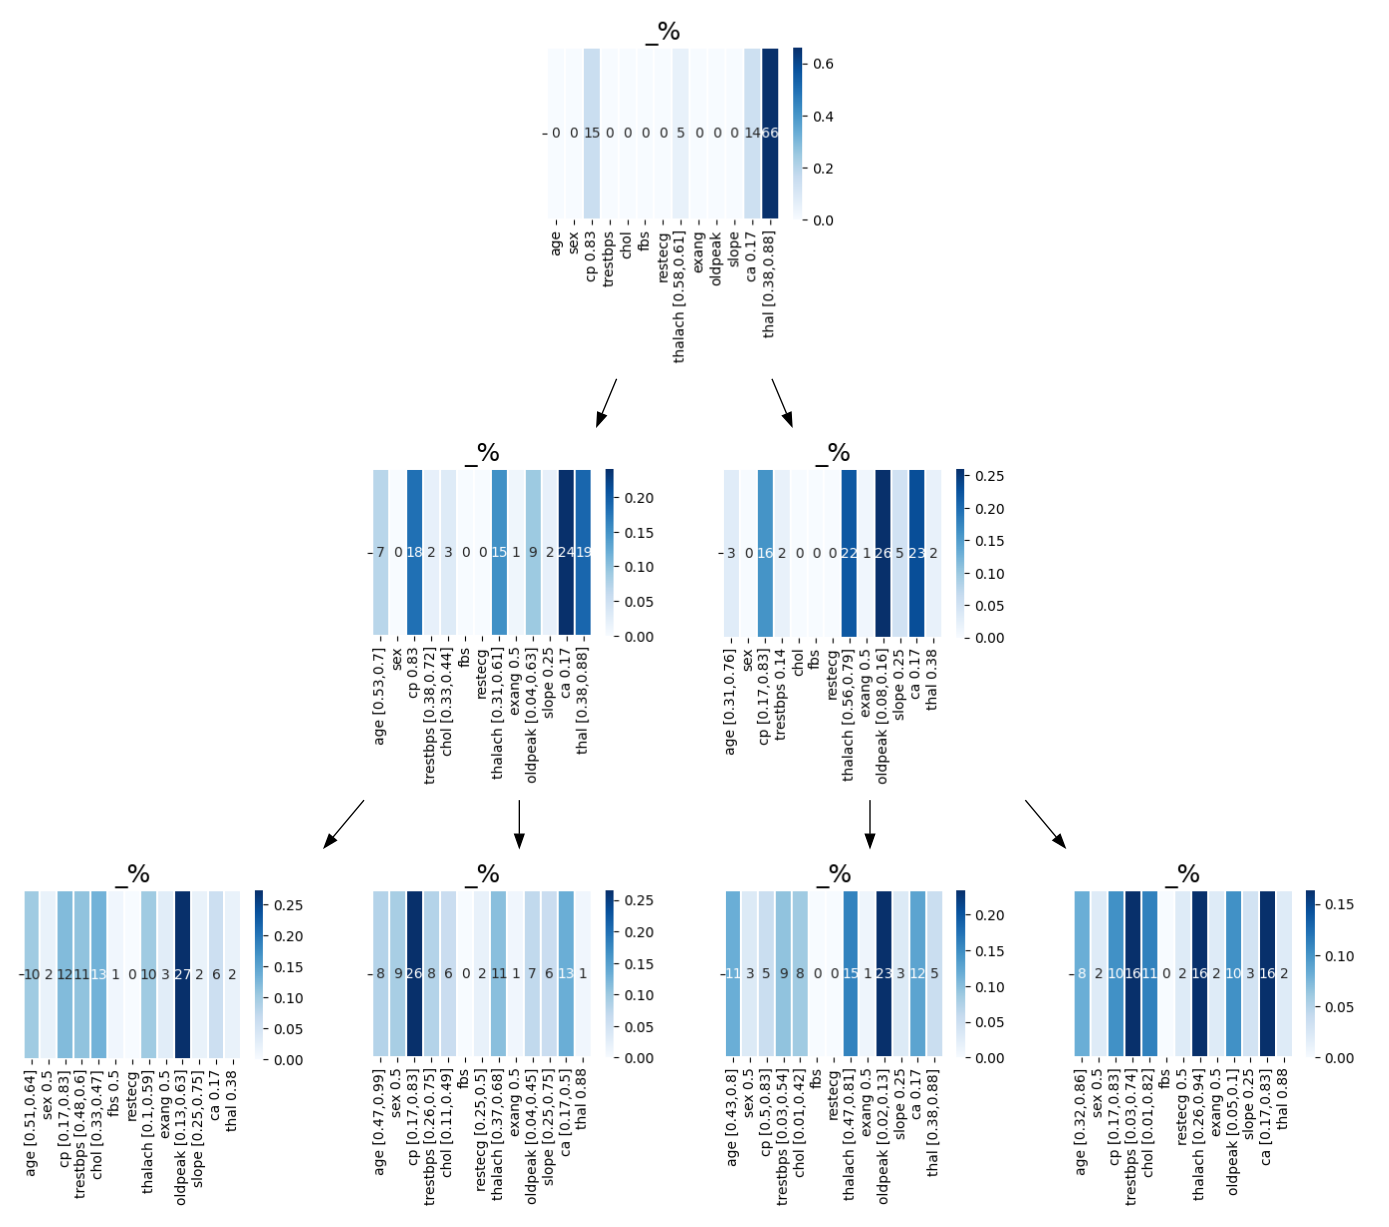 _%
0 0 15 0 0 0 0 5 0 0 0 14 66
0.6
0.4
0.2
0.0
age
sex
cp 0.83
trestbps
chol
fbs
restecg
thalach [0.58,0.61]
exang
oldpeak
slope
ca 0.17
thal [0.38,0.88]
_%
7 0 18 2 3 0 0 15 1 9 2 24 19
0.20
0.15
0.10
0.05
0.00
age [0.53,0.7]
sex
cp 0.83
trestbps [0.38,0.72]
chol [0.33,0.44]
fbs
restecg
thalach [0.31,0.61]
exang 0.5
oldpeak [0.04,0.63]
slope 0.25
ca 0.17
thal [0.38,0.88]
_%
3 0 16 2 0 0 0 22 1 26 5 23 2
0.25
0.20
0.15
0.10
0.05
0.00
age [0.31,0.76]
sex
cp [0.17,0.83]
trestbps 0.14
chol
fbs
restecg
thalach [0.56,0.79]
exang 0.5
oldpeak [0.08,0.16]
slope 0.25
ca 0.17
thal 0.38
_%
10 2 12 11 13 1 0 10 3 27 2 6 2
0.25
0.20
0.15
0.10
0.05
0.00
age [0.51,0.64]
sex 0.5
cp [0.17,0.83]
trestbps [0.48,0.6]
chol [0.33,0.47]
fbs 0.5
restecg
thalach [0.1,0.59]
exang 0.5
oldpeak [0.13,0.63]
slope [0.25,0.75]
ca 0.17
thal 0.38
_%
8 9 26 8 6 0 2 11 1 7 6 13 1
0.25
0.20
0.15
0.10
0.05
0.00
age [0.47,0.99]
sex 0.5
cp [0.17,0.83]
trestbps [0.26,0.75]
chol [0.11,0.49]
fbs
restecg [0.25,0.5]
thalach [0.37,0.68]
exang 0.5
oldpeak [0.04,0.45]
slope [0.25,0.75]
ca [0.17,0.5]
thal 0.88
_%
11 3 5 9 8 0 0 15 1 23 3 12 5
0.20
0.15
0.10
0.05
0.00
age [0.43,0.8]
sex 0.5
cp [0.5,0.83]
trestbps [0.03,0.54]
chol [0.01,0.42]
fbs
restecg
thalach [0.47,0.81]
exang 0.5
oldpeak [0.02,0.13]
slope 0.25
ca 0.17
thal [0.38,0.88]
_%
8 2 10 16 11 0 2 16 2 10 3 16 2
0.15
0.10
0.05
0.00
age [0.32,0.86]
sex 0.5
cp [0.17,0.83]
trestbps [0.03,0.74]
chol [0.01,0.82]
fbs
restecg 0.5
thalach [0.26,0.94]
exang 0.5
oldpeak [0.05,0.1]
slope 0.25
ca [0.17,0.83]
thal 0.88